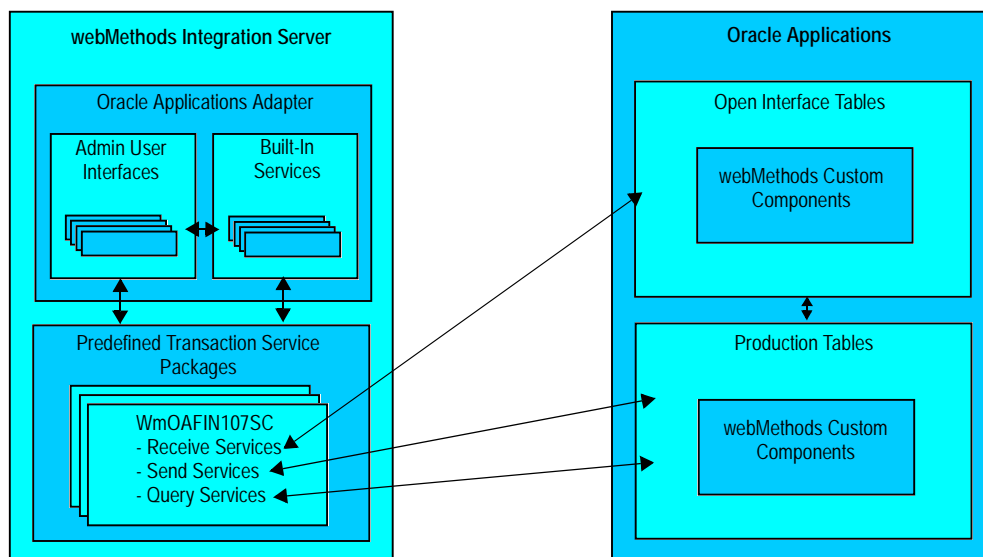 webMethods Integration Server
Oracle Applications Adapter
Admin User
Interfaces
Built-In
Services
Predefined Transaction Service
Packages
WmOAFIN107SC
- Receive Services
- Send Services
- Query Services
Oracle Applications
Open Interface Tables
webMethods Custom
Components
Production Tables
webMethods Custom
Components